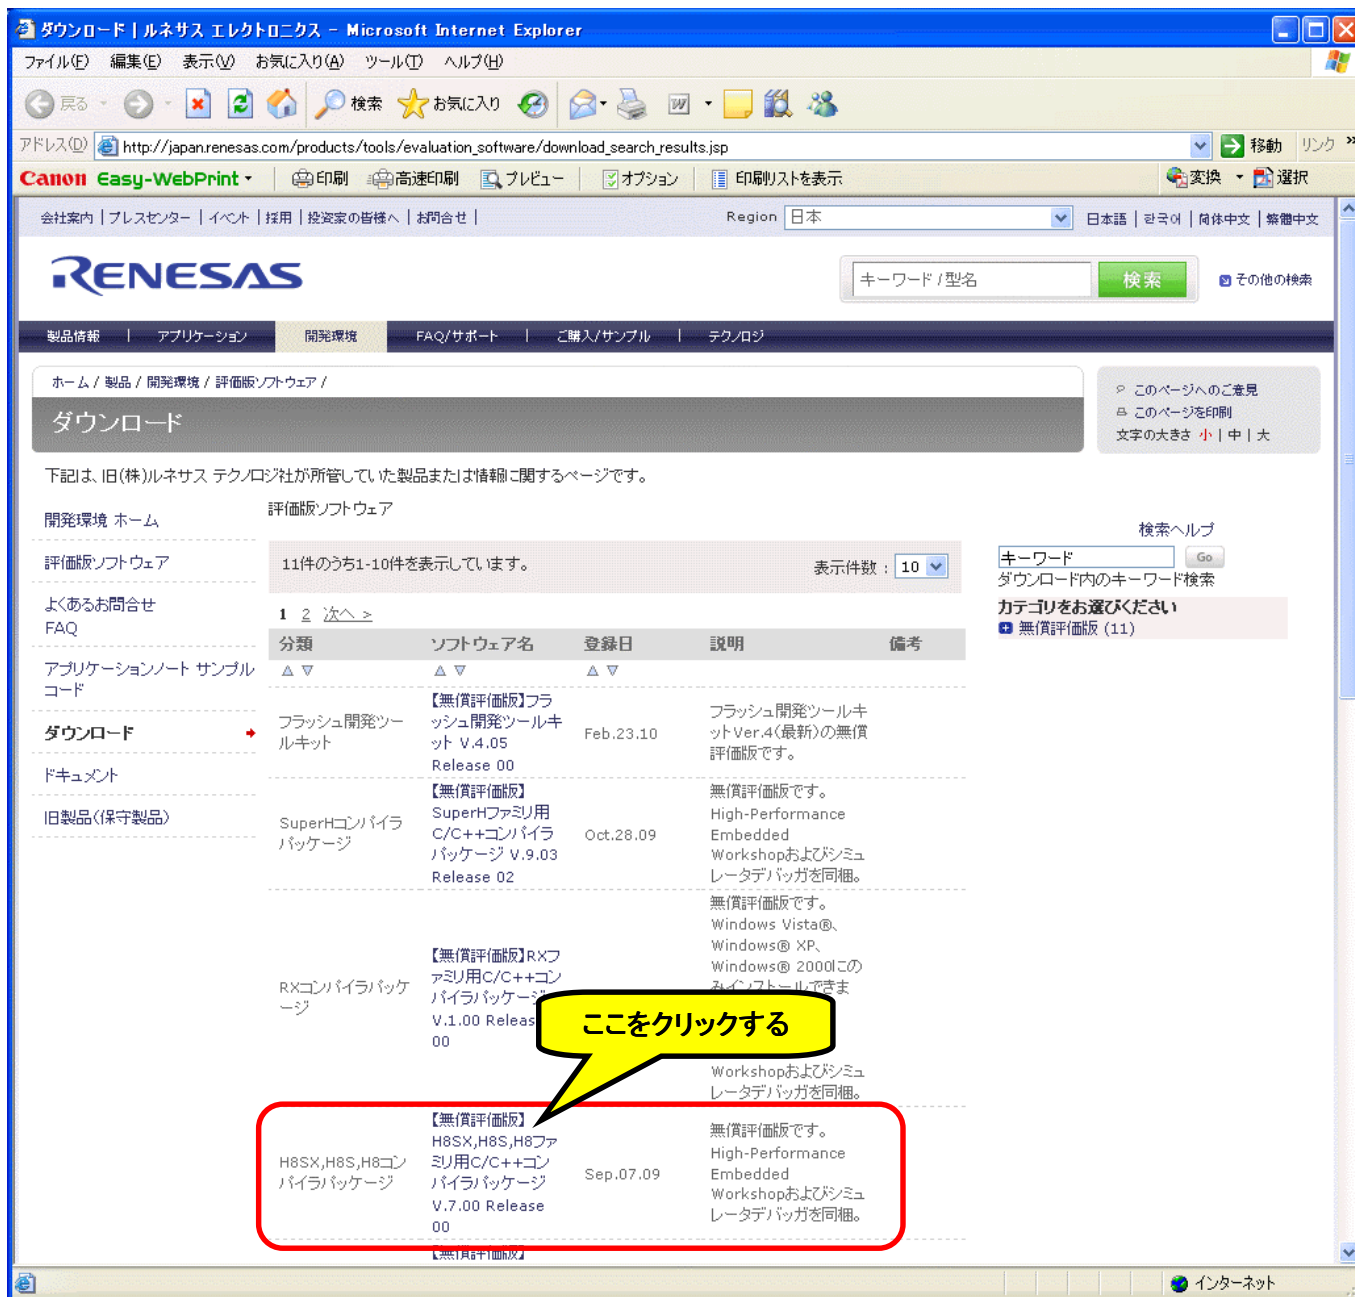 ダウンロード | ルネサス エレクトロニクス - Microsoft Internet Explorer
ファイル(F) 編集(E) 表示(V) お気に入り(A) ツール(T) ヘルプ(H)
戻る 検索 お気に入り
アドレス(D) http://japan.renesas.com/products/tools/evaluation_software/download_search_results.jsp 移動 リンク »
Canon Easy-WebPrint 印刷 高速印刷 プレビュー オプション 印刷リストを表示 変換 選択
会社案内 | プレスセンター | イベント | 採用 | 投資家の皆様へ | お問合せ | Region 日本 日本語 | 한국어 | 简体中文 | 繁體中文
RENESAS
キーワード / 型名 検索 その他の検索
製品情報 | アプリケーション 開発環境 FAQ/サポート | ご購入/サンプル | テクノロジ
ホーム / 製品 / 開発環境 / 評価版ソフトウェア /
ダウンロード
このページへのご意見
このページを印刷
文字の大きさ 小 | 中 | 大
下記は、旧(株)ルネサス テクノロジ社が所管していた製品または情報に関するページです。
開発環境 ホーム
評価版ソフトウェア
よくあるお問合せ
FAQ
アプリケーションノート サンプル
コード
ダウンロード
ドキュメント
旧製品(保守製品)
評価版ソフトウェア
11件のうち1-10件を表示しています。 表示件数 : 10
1 2 次へ >
分類 ソフトウェア名 登録日 説明 備考
△ ▽ △ ▽ △ ▽
フラッシュ開発ツー
ルキット
【無償評価版】フラ
ッシュ開発ツールキ
ット V.4.05
Release 00
Feb.23.10
フラッシュ開発ツールキ
ットVer.4(最新)の無償
評価版です。
SuperHコンパイラ
パッケージ
【無償評価版】
SuperHファミリ用
C/C++コンパイラ
パッケージ V.9.03
Release 02
Oct.28.09
無償評価版です。
High-Performance
Embedded
Workshopおよびシミュ
レータデバッガを同梱。
RXコンパイラパッケ
ージ
【無償評価版】RXフ
ァミリ用C/C++コン
パイラパッケージ
V.1.00 Releas
00
無償評価版です。
Windows Vista®、
Windows® XP、
Windows® 2000にの
みインストールできま
Workshopおよびシミュ
レータデバッガを同梱。
ここをクリックする
H8SX,H8S,H8コン
パイラパッケージ
【無償評価版】
H8SX,H8S,H8ファ
ミリ用C/C++コン
パイラパッケージ
V.7.00 Release
00
Sep.07.09
無償評価版です。
High-Performance
Embedded
Workshopおよびシミュ
レータデバッガを同梱。
【無償評価版】
検索ヘルプ
キーワード Go
ダウンロード内のキーワード検索
カテゴリをお選びください
無償評価版 (11)
インターネット